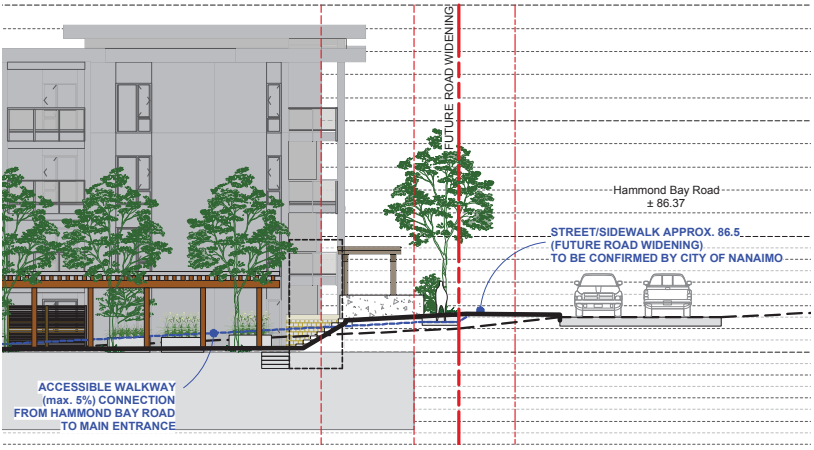 FUTURE ROAD WIDENING
Hammond Bay Road
± 86.37
STREET/SIDEWALK APPROX. 86.5
(FUTURE ROAD WIDENING)
TO BE CONFIRMED BY CITY OF NANAIMO
ACCESSIBLE WALKWAY
(max. 5%) CONNECTION
FROM HAMMOND BAY ROAD
TO MAIN ENTRANCE